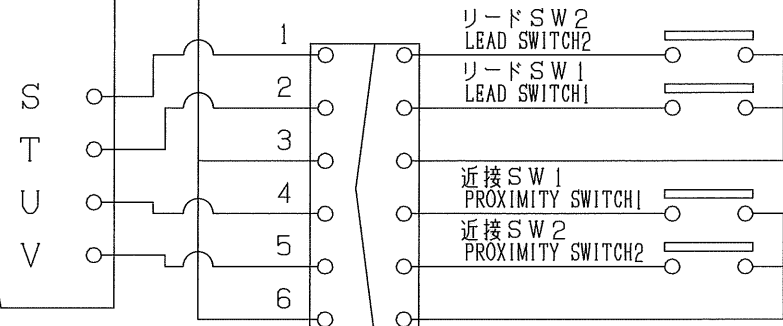 リードSW2
1
LEAD SWITCH2
リードSW1
S
2
LEAD SWITCH1
T
3
近接SW1
U
4
PROXIMITY SWITCH1
近接SW2
V
5
PROXIMITY SWITCH2
6